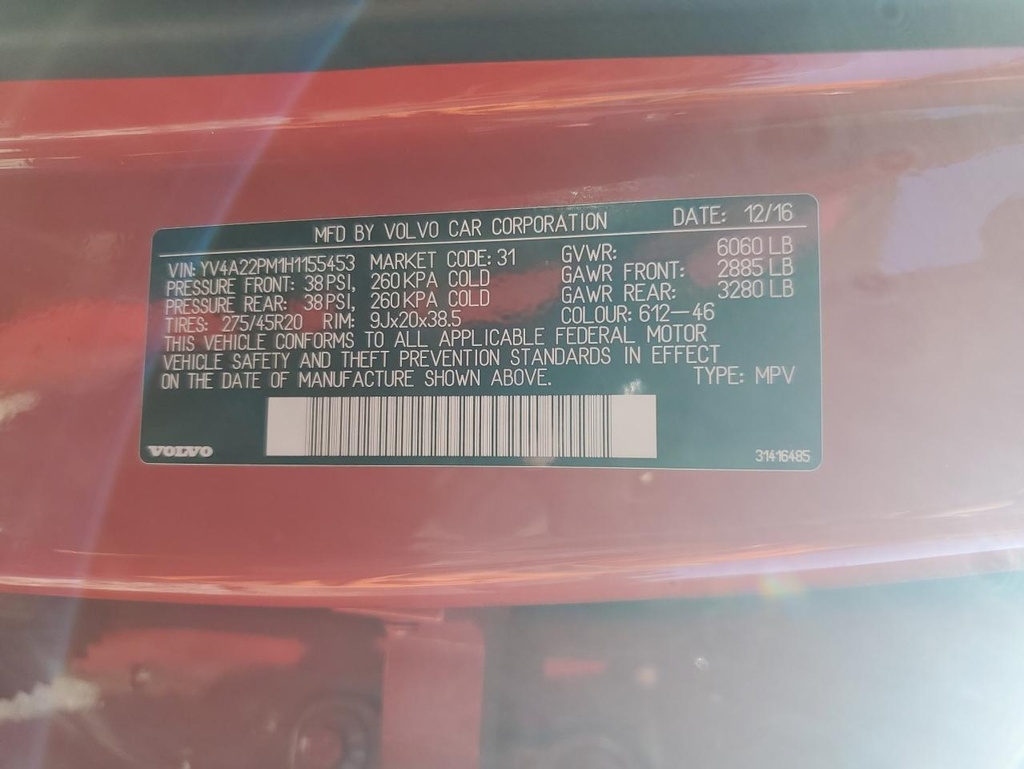 MFD BY VOLVO CAR CORPORATION DATE: 12/16
VIN: YV4A22PM1H1155453 MARKET CODE: 31 GVWR: 6060 LB
PRESSURE FRONT: 38 PSI, 260 KPA COLD GAWR FRONT: 2885 LB
PRESSURE REAR: 38 PSI, 260 KPA COLD GAWR REAR: 3280 LB
TIRES: 275/45R20 RIM: 9Jx20x38.5 COLOUR: 612-46
THIS VEHICLE CONFORMS TO ALL APPLICABLE FEDERAL MOTOR
VEHICLE SAFETY AND THEFT PREVENTION STANDARDS IN EFFECT
ON THE DATE OF MANUFACTURE SHOWN ABOVE. TYPE: MPV
VOLVO 31416485